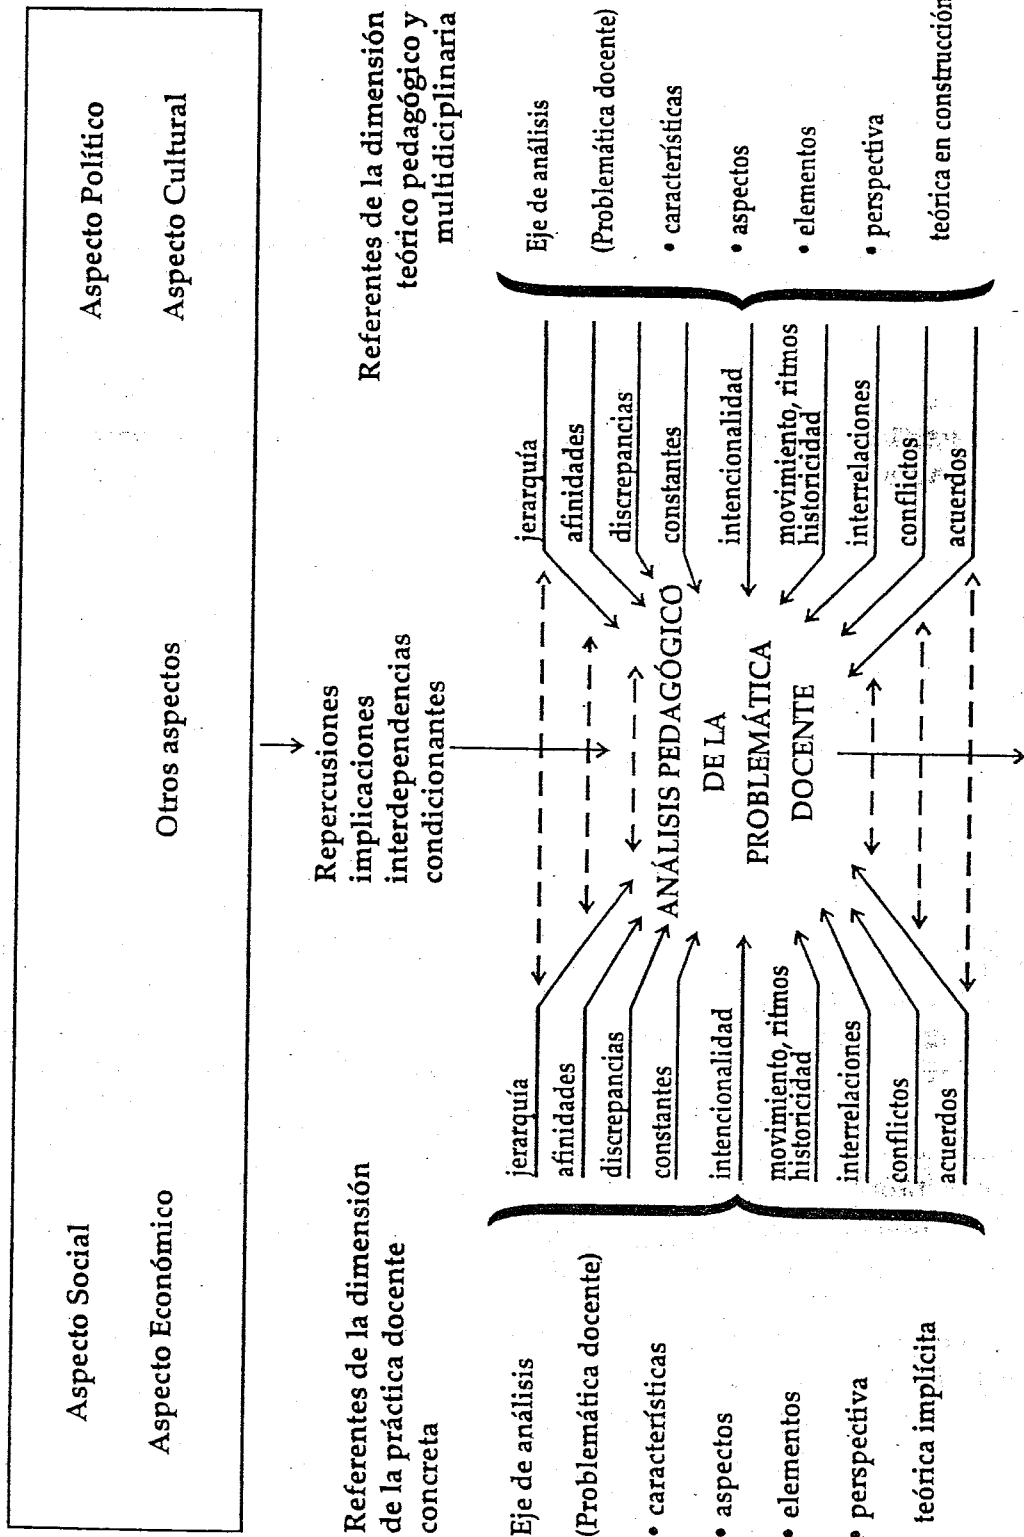 Aspecto Social
Aspecto Económico
Otros aspectos
Aspecto Político
Aspecto Cultural
Repercusiones
implicaciones
interdependencias
condicionantes
Referentes de la dimensión
de la práctica docente
concreta
Eje de análisis
(Problemática docente)
• características
• aspectos
• elementos
• perspectiva
teórica implícita
jerarquía
afinidades
discrepancias
constantes
intencionalidad
movimiento, ritmos
historicidad
interrelaciones
conflictos
acuerdos
ANÁLISIS PEDAGÓGICO
DE LA
PROBLEMÁTICA
DOCENTE
jerarquía
afinidades
discrepancias
constantes
intencionalidad
movimiento, ritmos
historicidad
interrelaciones
conflictos
acuerdos
Referentes de la dimensión
teórico pedagógico y
multidiciplinaria
Eje de análisis
(Problemática docente)
• características
• aspectos
• elementos
• perspectiva
teórica en construcción